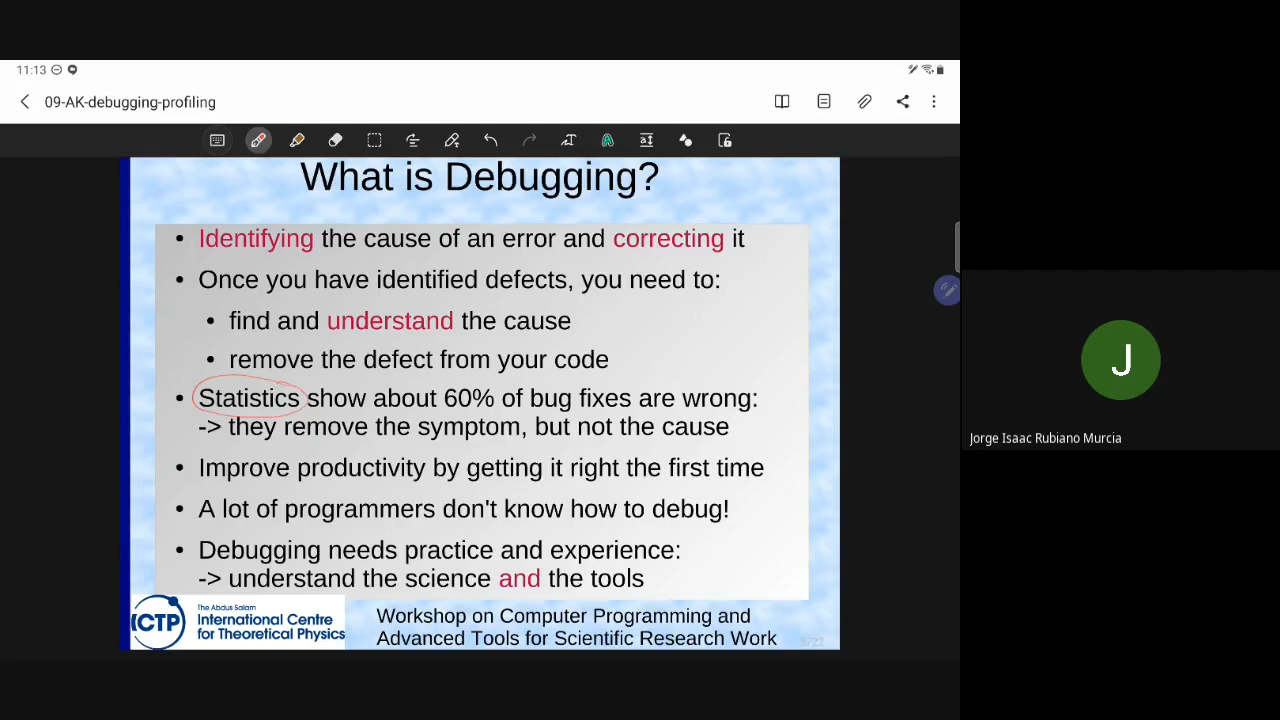 11:13
09-AK-debugging-profiling
What is Debugging?
• Identifying the cause of an error and correcting it
• Once you have identified defects, you need to:
• find and understand the cause
• remove the defect from your code
• Statistics show about 60% of bug fixes are wrong:
-> they remove the symptom, but not the cause
• Improve productivity by getting it right the first time
• A lot of programmers don't know how to debug!
• Debugging needs practice and experience:
-> understand the science and the tools
ICTP
The Abdus Salam
International Centre
for Theoretical Physics
Workshop on Computer Programming and
Advanced Tools for Scientific Research Work
J
Jorge Isaac Rubiano Murcia